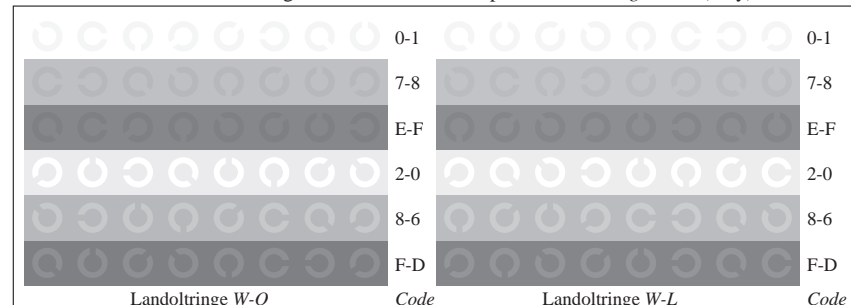 0-1 0-1
7-8 7-8
E-F E-F
2-0 2-0
8-6 8-6
F-D F-D
Landoltringe W-O Code Landoltringe W-L Code